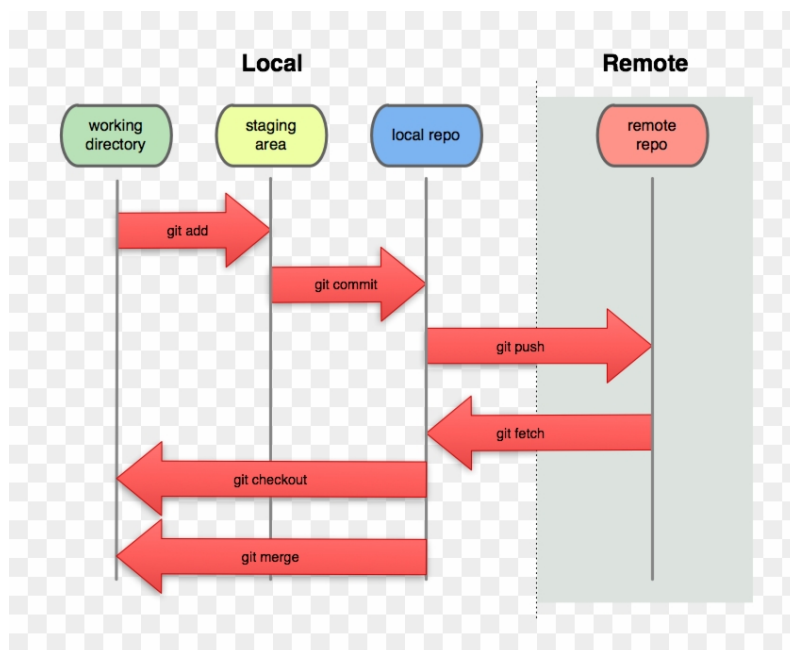 Local
Remote
working
directory
staging
area
local repo
remote
repo
git add
git commit
git push
git fetch
git checkout
git merge